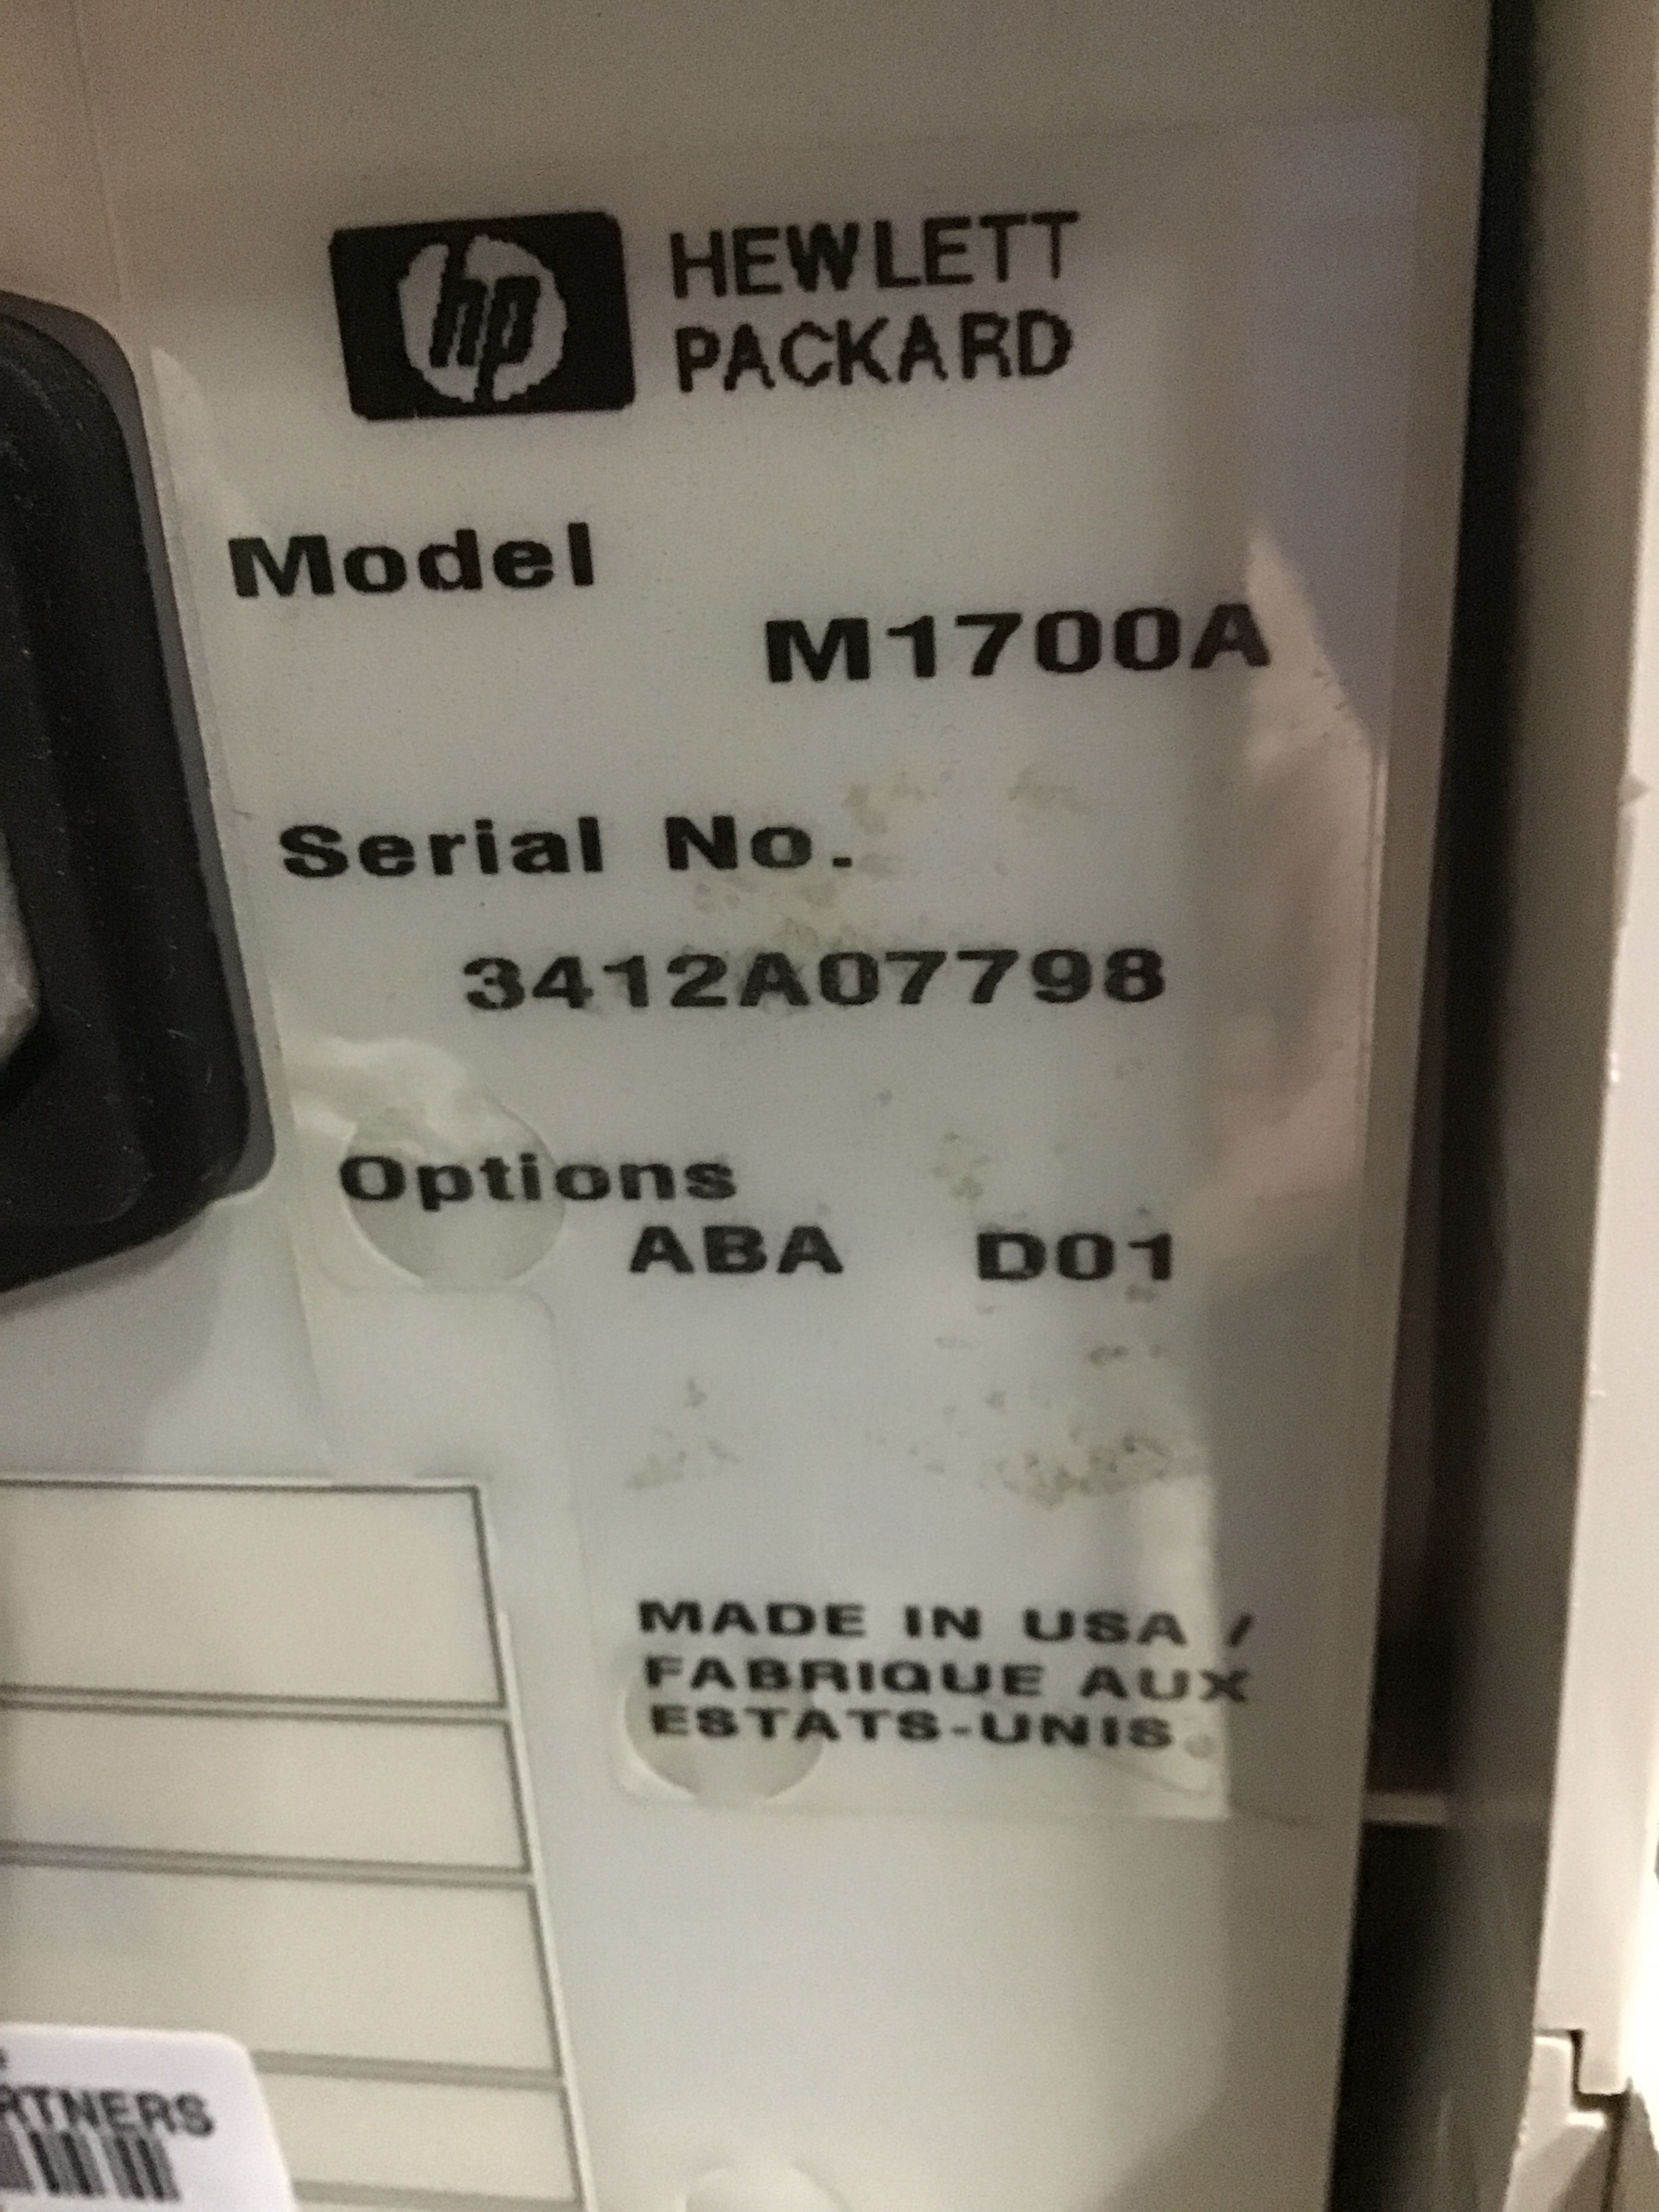 hp HEWLETT
PACKARD
Model
M1700A
Serial No.
3412A07798
Options
ABA D01
MADE IN USA /
FABRIQUE AUX
ESTATS-UNIS
RTNERS